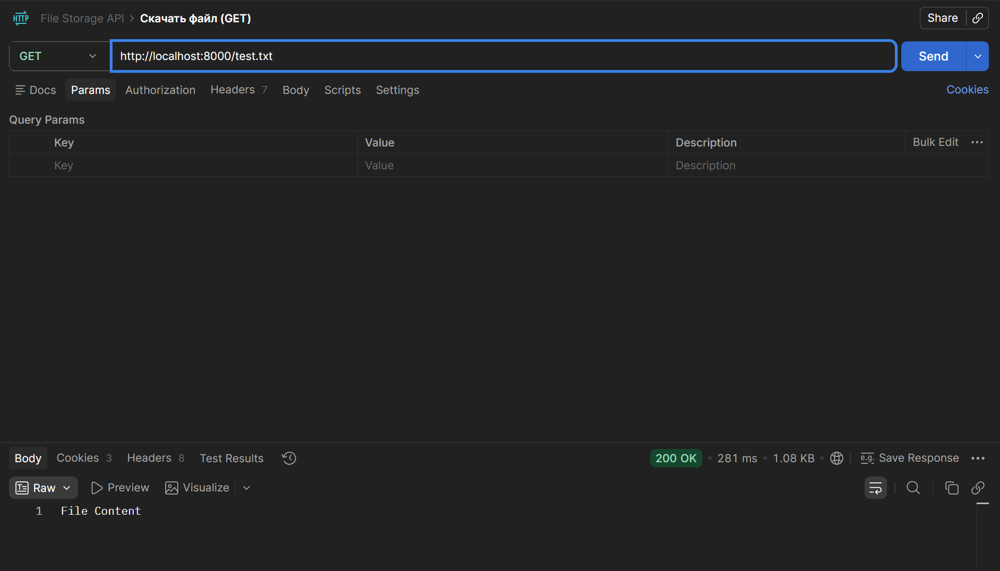 HTTP File Storage API > Скачать файл (GET) Share
GET http://localhost:8000/test.txt Send
Docs Params Authorization Headers 7 Body Scripts Settings Cookies
Query Params
Key Value Description Bulk Edit
Key Value Description
Body Cookies 3 Headers 8 Test Results 200 OK • 281 ms • 1.08 KB • e.g. Save Response
Raw Preview Visualize
1 File Content